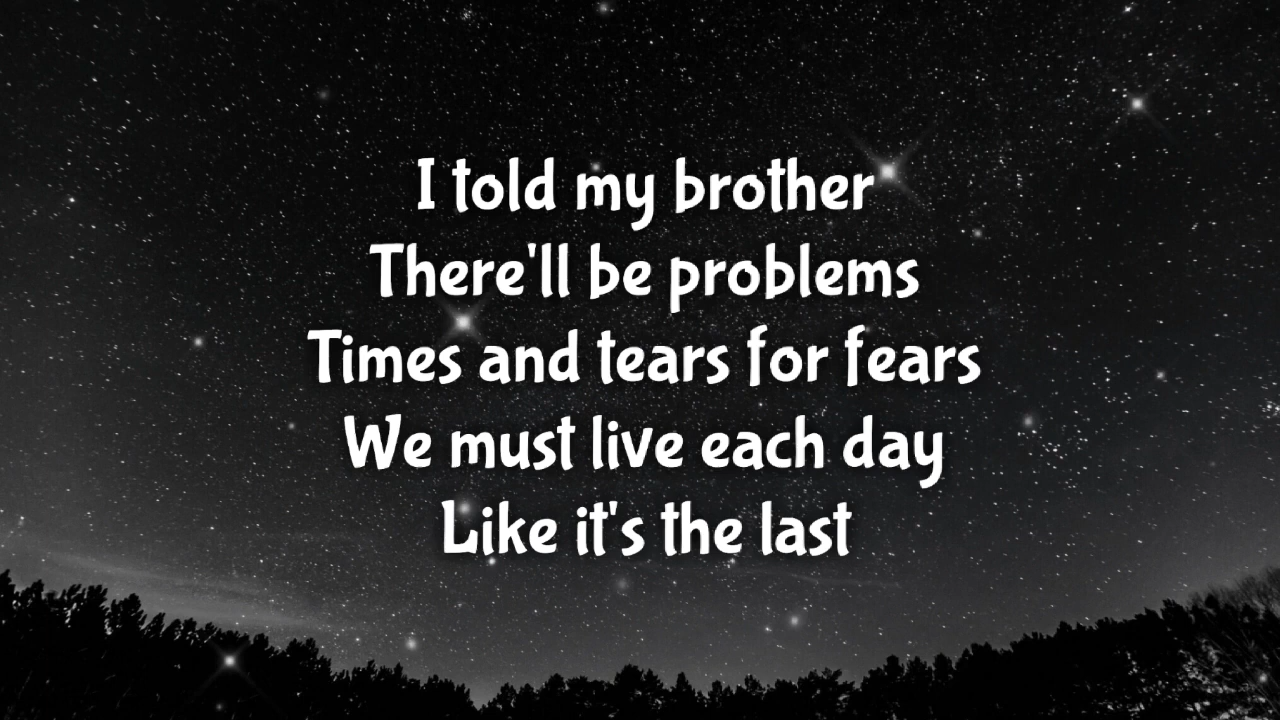 I told my brother
There'll be problems
Times and tears for fears
We must live each day
Like it's the last